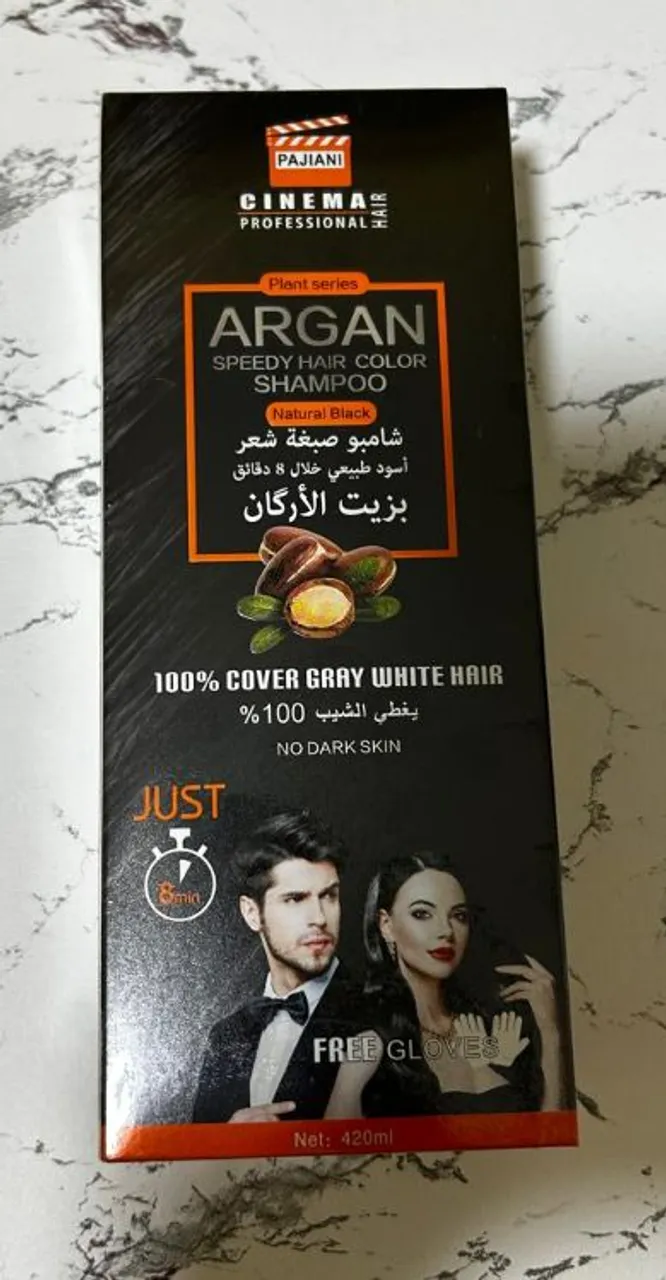 PAJIANI
CINEMA
PROFESSIONAL
HAIR
Plant series
ARGAN
SPEEDY HAIR COLOR
SHAMPOO
Natural Black
شامبو صبغة شعر
أسود طبيعي خلال 8 دقائق
بزيت الأرگان
100% COVER GRAY WHITE HAIR
يغطي الشيب 100%
NO DARK SKIN
JUST
8min
FREE GLOVES
Net: 420ml